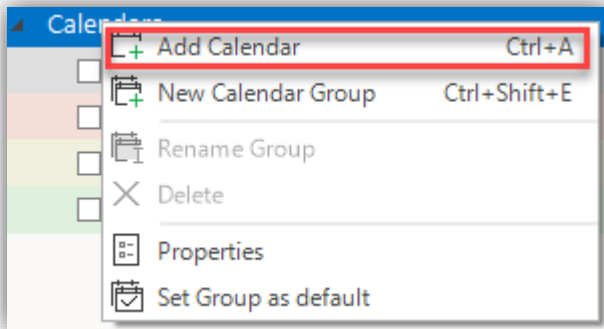 Calendars
Add Calendar Ctrl+A
New Calendar Group Ctrl+Shift+E
Rename Group
Delete
Properties
Set Group as default